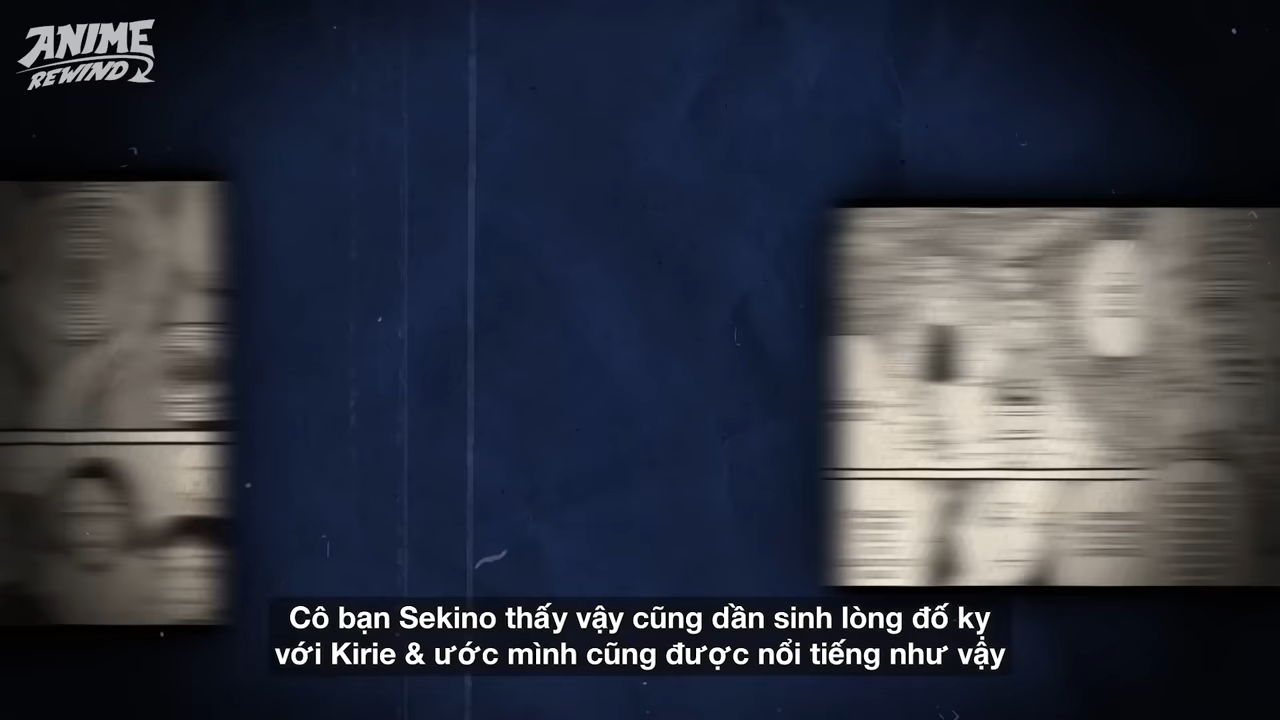 ANIME
REWIND
Cô bạn Sekino thấy vậy cũng dần sinh lòng đố kỵ
với Kirie & ước mình cũng được nổi tiếng như vậy